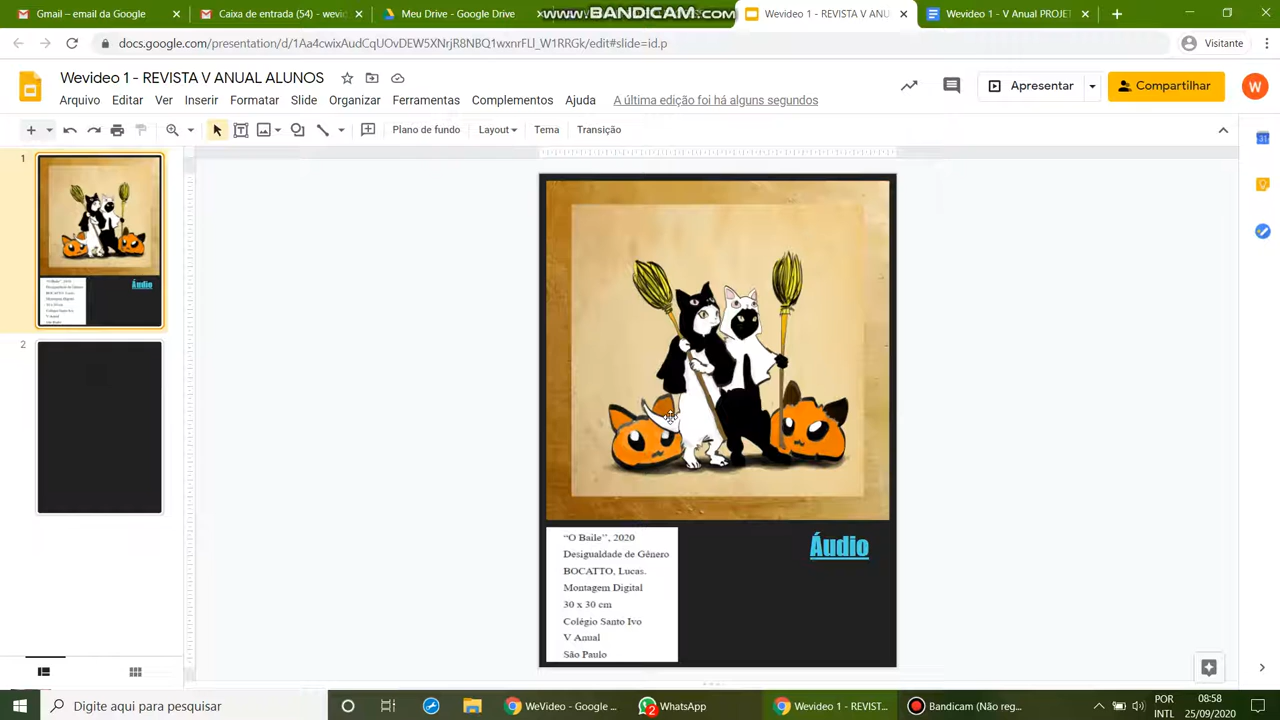 Gmail - email da Google
Caixa de entrada (54) - wevic
Meu Drive - Google Drive
www.BANDICAM.com
Wevideo 1 - REVISTA V ANU
Wevideo 1 - V Anual PROJET
docs.google.com/presentation/d/1Aa4cwixAudCqUOvDEW5XNrjR8NBQ1wxnrFLl_W1RRGk/edit#slide=id.p
Visitante
Wevideo 1 - REVISTA V ANUAL ALUNOS
Apresentar
Compartilhar
W
Arquivo Editar Ver Inserir Formatar Slide Organizar Ferramentas Complementos Ajuda A última edição foi há alguns segundos
Plano de fundo Layout Tema Transição
31
1
2
"O Baile", 2020
Desigualdade de Gênero
BOCATTO, Lucas.
Montagem Digital
30 x 30 cm
Colégio Santo Ivo
V Anual
São Paulo
Áudio
Áudio
Digite aqui para pesquisar
WeVideo - Google ...
2
WhatsApp
Wevideo 1 - REVIST...
Bandicam (Não reg...
POR
INTL
08:58
25/09/2020